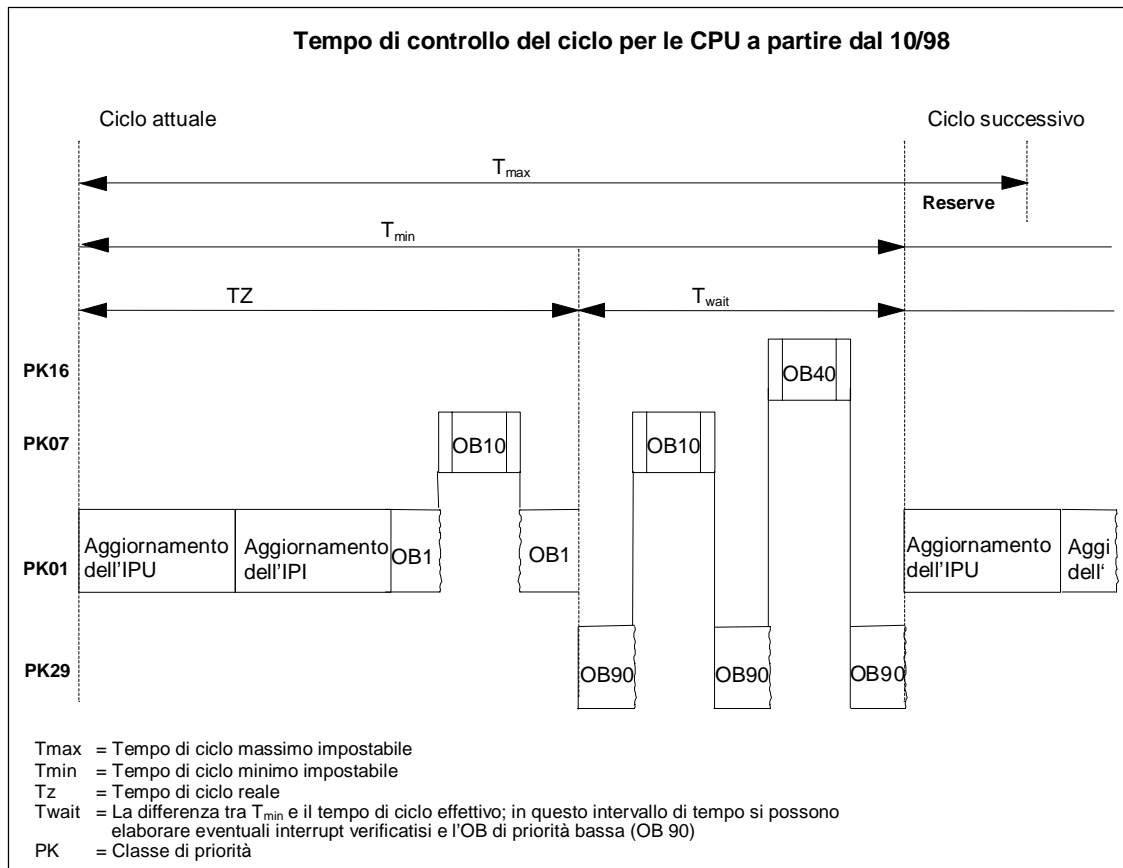 Tempo di controllo del ciclo per le CPU a partire dal 10/98
Ciclo attuale
Ciclo successivo
Tmax
Reserve
Tmin
TZ
Twait
PK16
OB40
PK07
OB10
OB10
PK01
Aggiornamento
dell'IPU
Aggiornamento
dell'IPI
OB1
OB1
Aggiornamento
dell'IPU
Aggi
dell'
PK29
OB90
OB90
OB90
Tmax = Tempo di ciclo massimo impostabile
Tmin = Tempo di ciclo minimo impostabile
Tz = Tempo di ciclo reale
Twait = La differenza tra Tmin e il tempo di ciclo effettivo; in questo intervallo di tempo si possono
elaborare eventuali interrupt verificatisi e l'OB di priorità bassa (OB 90)
PK = Classe di priorità